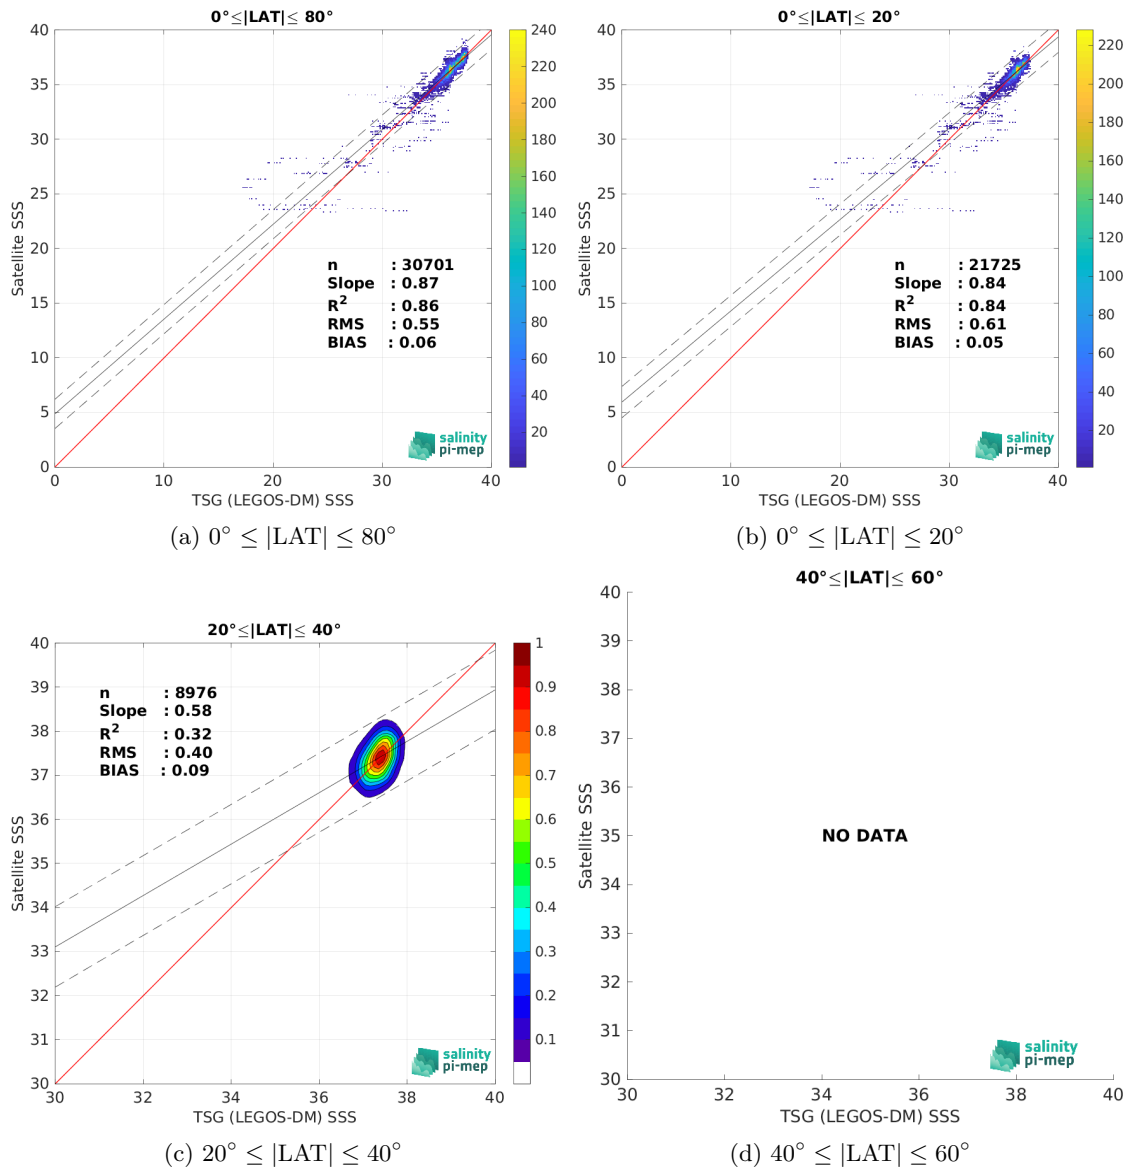 0°≤|LAT|≤ 80°
40
35
30
25
20
15
10
5
0
Satellite SSS
n : 30701
Slope : 0.87
R² : 0.86
RMS : 0.55
BIAS : 0.06
salinity
pi-mep
0 10 20 30 40
TSG (LEGOS-DM) SSS
240
220
200
180
160
140
120
100
80
60
40
20
(a) 0° ≤ |LAT| ≤ 80°
0°≤|LAT|≤ 20°
40
35
30
25
20
15
10
5
0
Satellite SSS
n : 21725
Slope : 0.84
R² : 0.84
RMS : 0.61
BIAS : 0.05
salinity
pi-mep
0 10 20 30 40
TSG (LEGOS-DM) SSS
220
200
180
160
140
120
100
80
60
40
20
(b) 0° ≤ |LAT| ≤ 20°
20°≤|LAT|≤ 40°
40
39
38
37
36
35
34
33
32
31
30
Satellite SSS
n : 8976
Slope : 0.58
R² : 0.32
RMS : 0.40
BIAS : 0.09
salinity
pi-mep
30 32 34 36 38 40
TSG (LEGOS-DM) SSS
1
0.9
0.8
0.7
0.6
0.5
0.4
0.3
0.2
0.1
(c) 20° ≤ |LAT| ≤ 40°
40°≤|LAT|≤ 60°
40
39
38
37
36
35
34
33
32
31
30
Satellite SSS
NO DATA
salinity
pi-mep
30 32 34 36 38 40
TSG (LEGOS-DM) SSS
(d) 40° ≤ |LAT| ≤ 60°